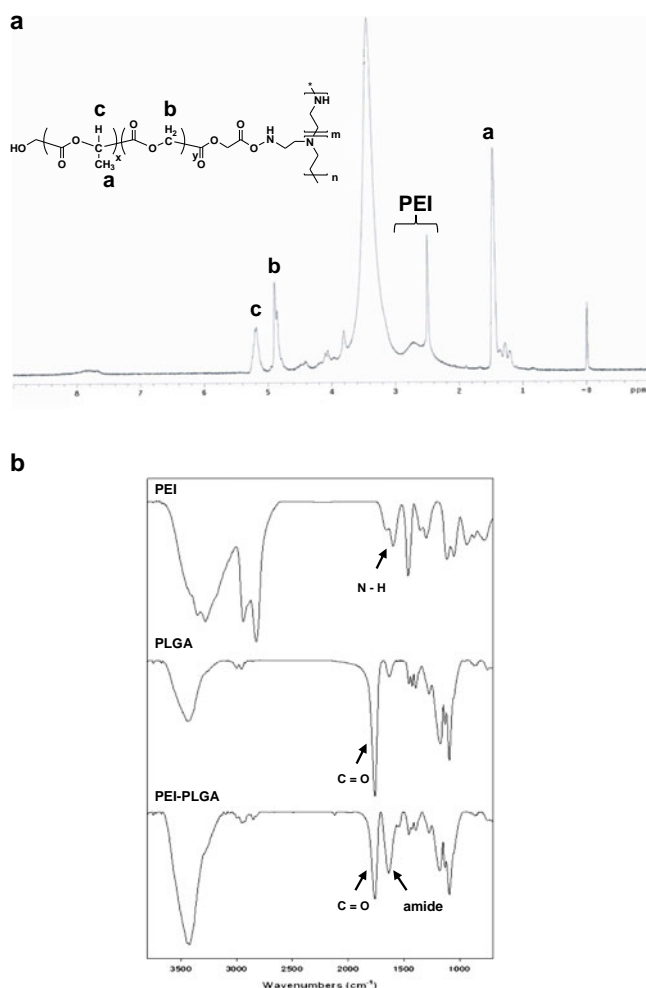 a
c
b
H
O
H2
C
O
O
*
NH
m
HO
O
O
x
O
y
O
O
O
H
N
N
O
CH3
a
n
PEI
a
b
c
8
7
6
5
4
3
2
1
-0
ppm
b
PEI
N - H
PLGA
C = O
PEI-PLGA
C = O
amide
3500 3000 2500 2000 1500 1000
Wavenumbers (cm-1)